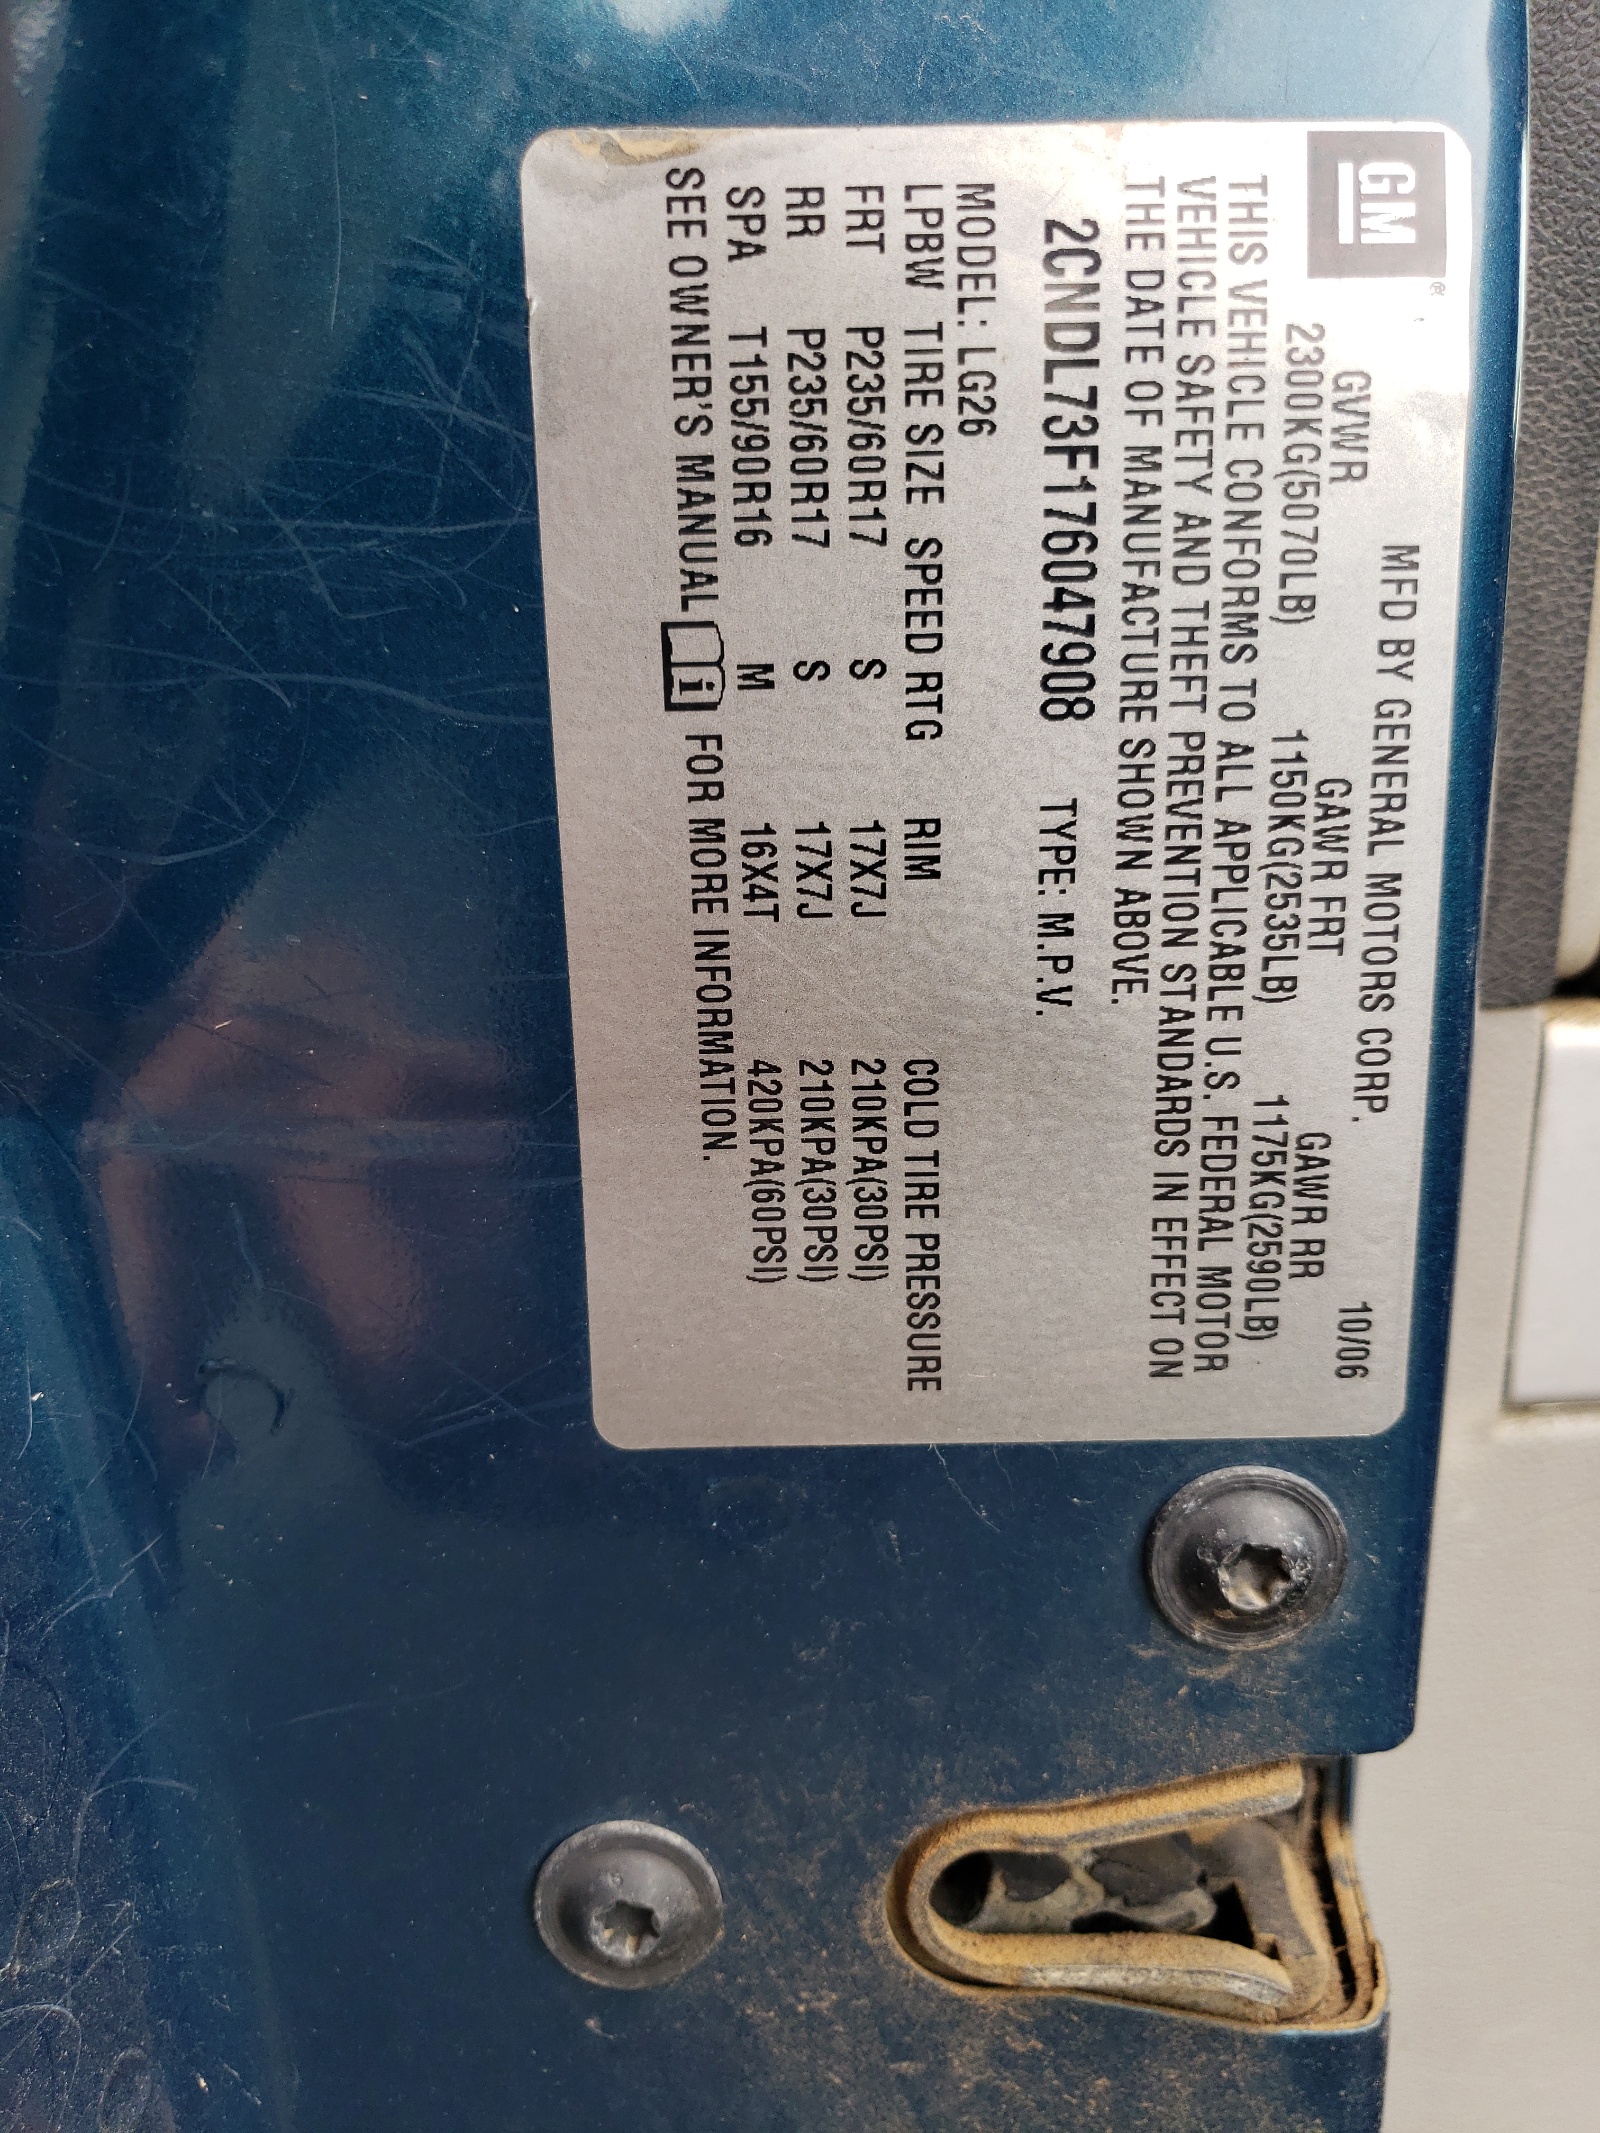 GM ®
MFD BY GENERAL MOTORS CORP. 10/06
GVWR GAWR FRT GAWR RR
2300KG(5070LB) 1150KG(2535LB) 1175KG(2590LB)
THIS VEHICLE CONFORMS TO ALL APPLICABLE U.S. FEDERAL MOTOR
VEHICLE SAFETY AND THEFT PREVENTION STANDARDS IN EFFECT ON
THE DATE OF MANUFACTURE SHOWN ABOVE.
2CNDL73F176047908 TYPE: M.P.V.
MODEL: LG26
LPBW TIRE SIZE SPEED RTG RIM COLD TIRE PRESSURE
FRT P235/60R17 S 17X7J 210KPA(30PSI)
RR P235/60R17 S 17X7J 210KPA(30PSI)
SPA T155/90R16 M 16X4T 420KPA(60PSI)
SEE OWNER'S MANUAL i FOR MORE INFORMATION.